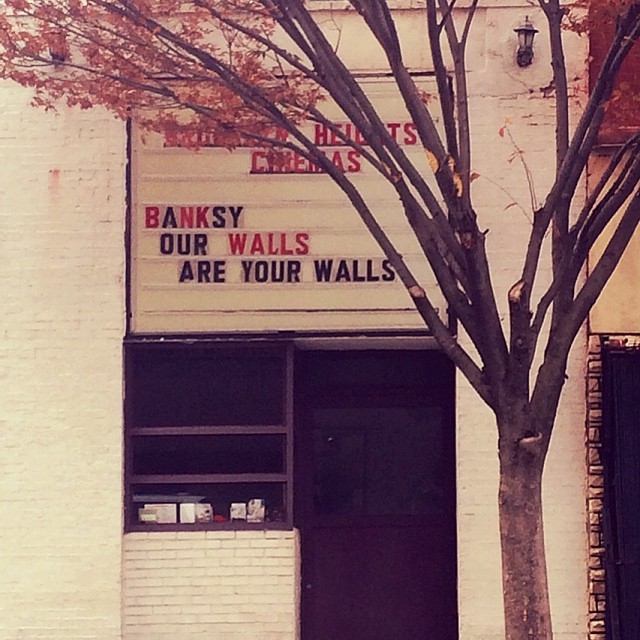 HEIGHTS
CINEMAS
BANKSY
OUR WALLS
ARE YOUR WALLS